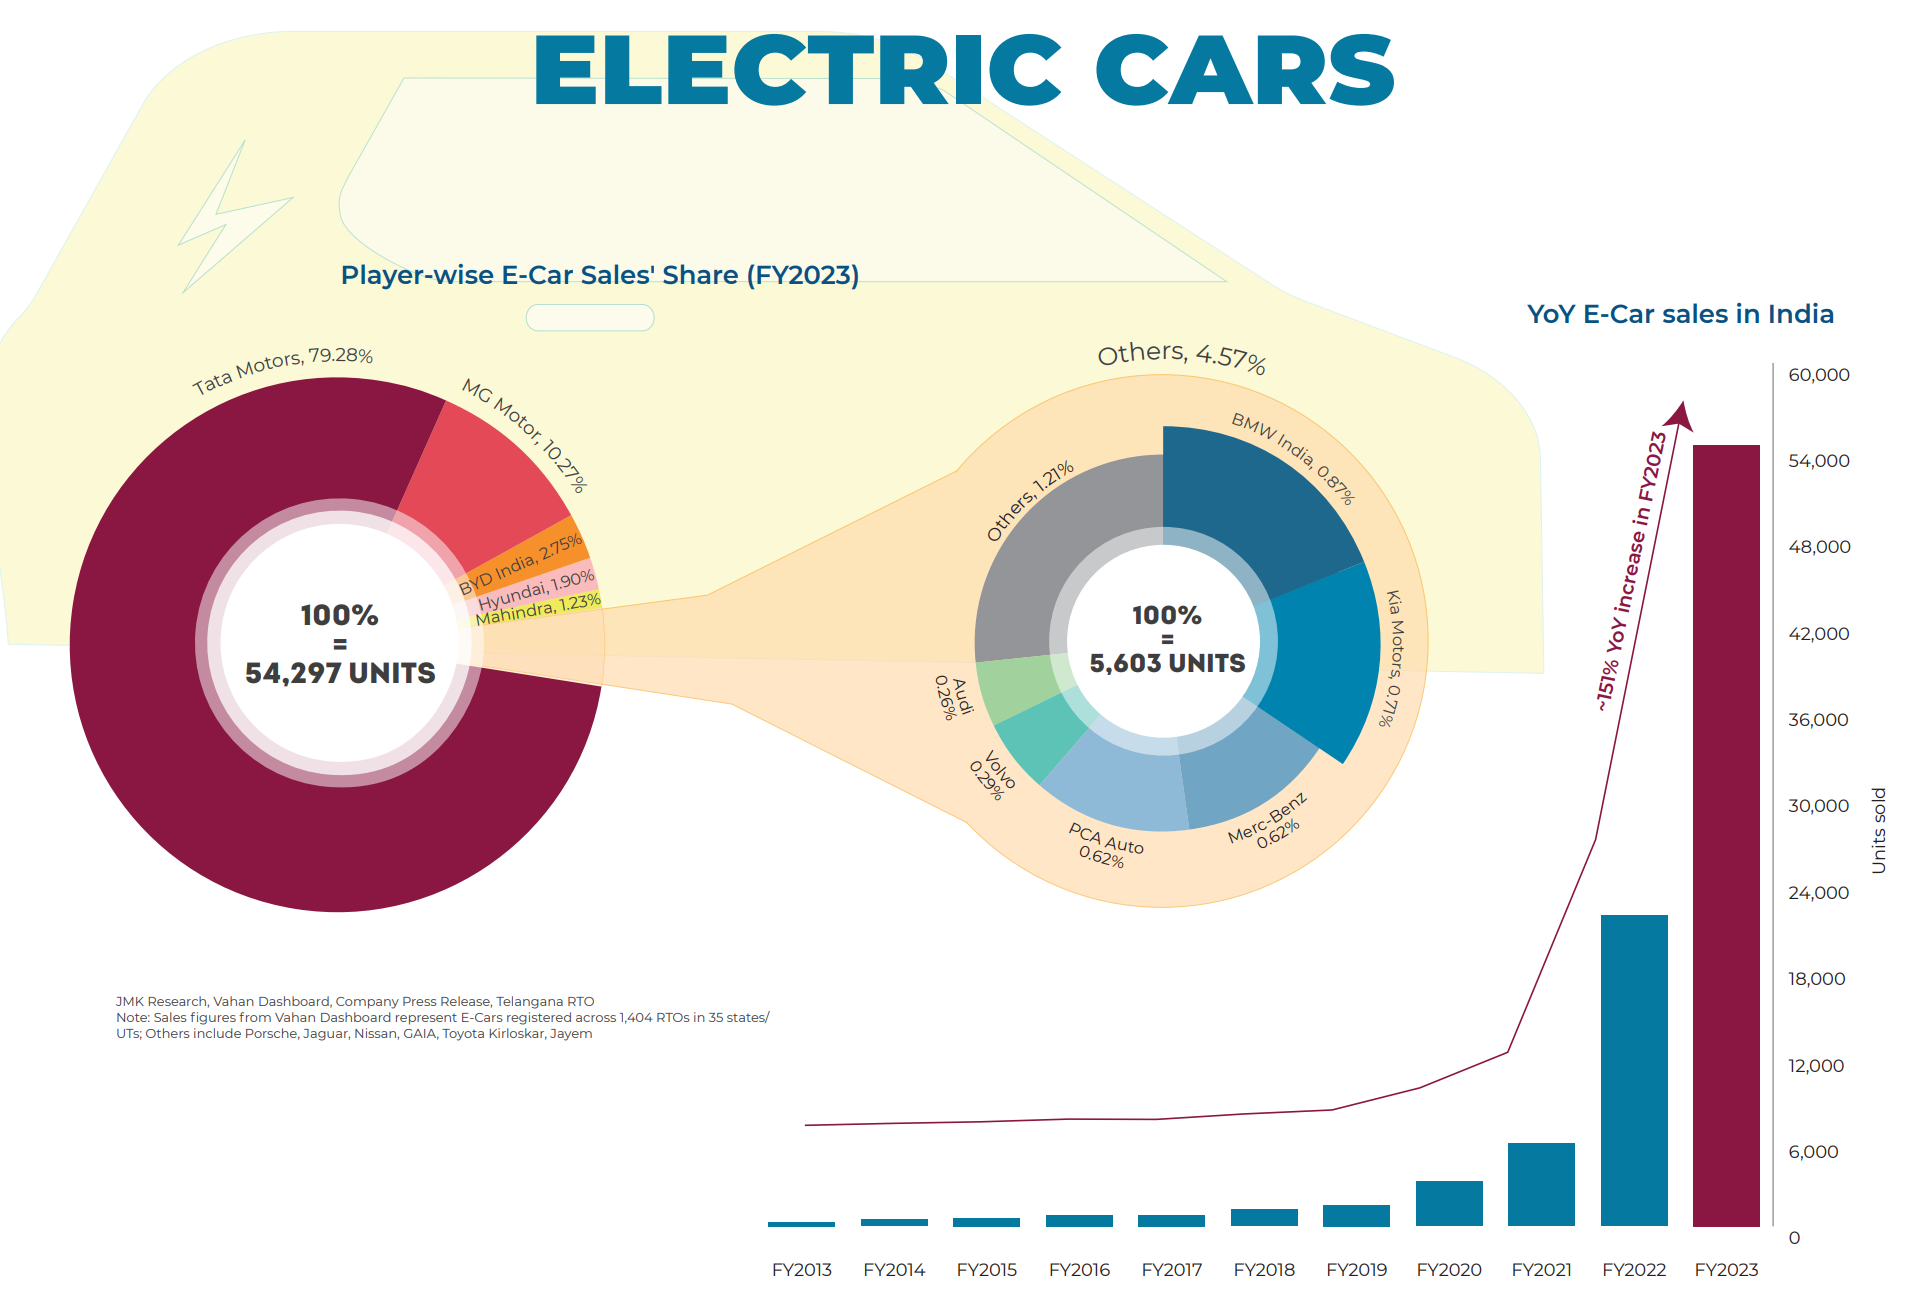 ELECTRIC CARS
Player-wise E-Car Sales' Share (FY2023)
Tata Motors, 79.28%
MG Motor, 10.27%
BYD India, 2.75%
Hyundai, 1.90%
Mahindra, 1.23%
100%
=
54,297 UNITS
Others, 4.57%
BMW India, 0.87%
Kia Motors, 0.71%
Merc-Benz
0.62%
PCA Auto
0.62%
Volvo
0.29%
Audi
0.26%
Others, 1.21%
100%
=
5,603 UNITS
JMK Research, Vahan Dashboard, Company Press Release, Telangana RTO
Note: Sales figures from Vahan Dashboard represent E-Cars registered across 1,404 RTOs in 35 states/
UTs; Others include Porsche, Jaguar, Nissan, GAIA, Toyota Kirloskar, Jayem
YoY E-Car sales in India
~151% YoY increase in FY2023
60,000
54,000
48,000
42,000
36,000
30,000
24,000
18,000
12,000
6,000
0
Units sold
FY2013 FY2014 FY2015 FY2016 FY2017 FY2018 FY2019 FY2020 FY2021 FY2022 FY2023